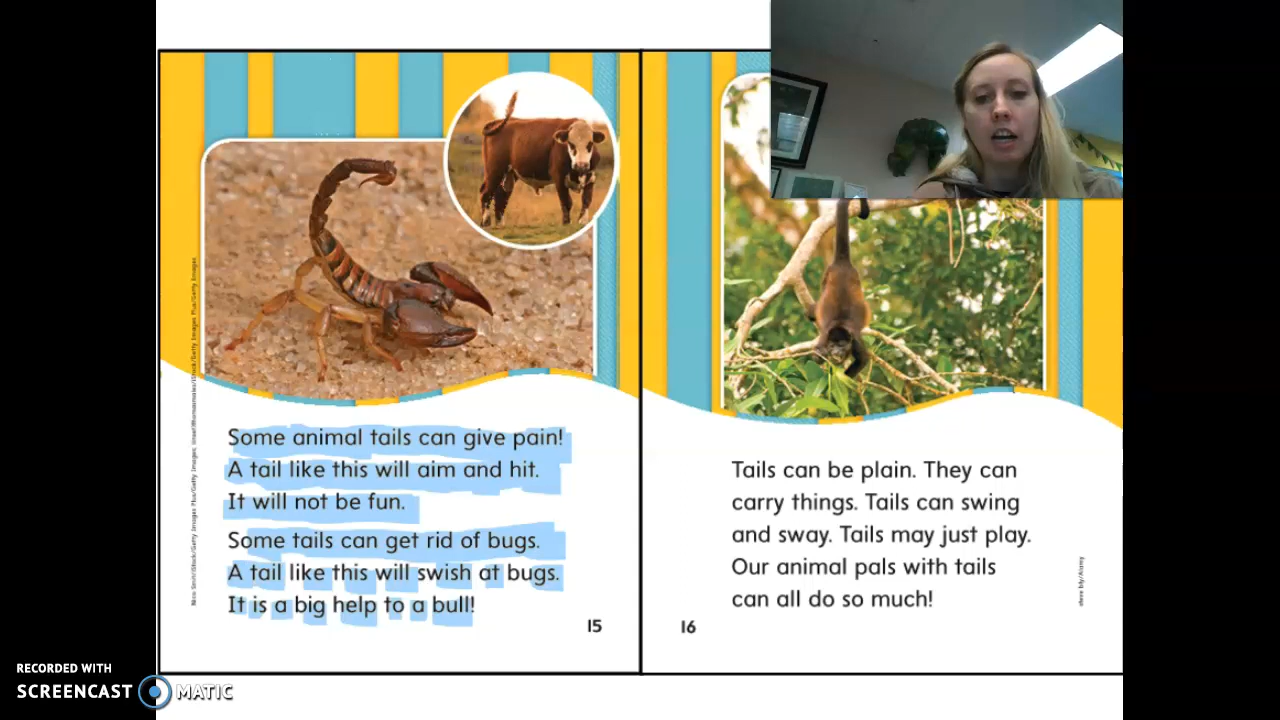 Some animal tails can give pain!
A tail like this will aim and hit.
It will not be fun.
Some tails can get rid of bugs.
A tail like this will swish at bugs.
It is a big help to a bull!
15
Tails can be plain. They can
carry things. Tails can swing
and sway. Tails may just play.
Our animal pals with tails
can all do so much!
16
RECORDED WITH
SCREENCAST MATIC